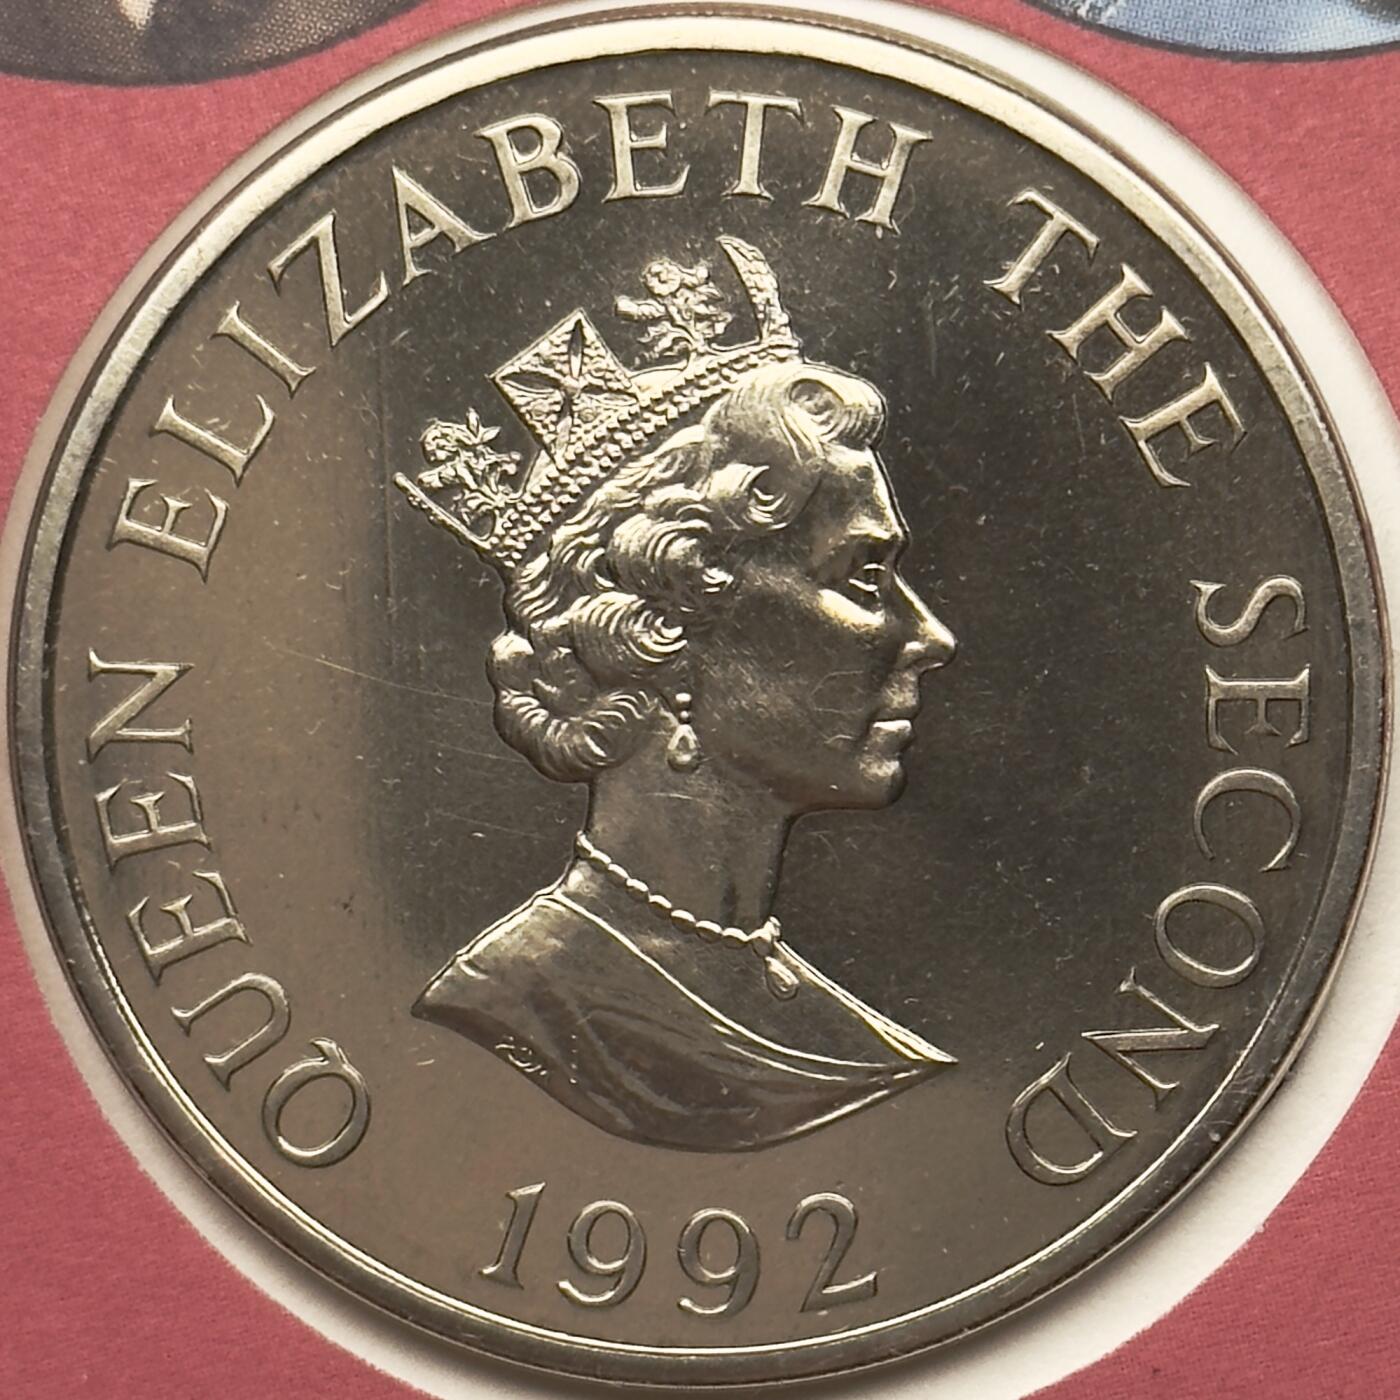 QUEEN ELIZABETH THE SECOND
1992